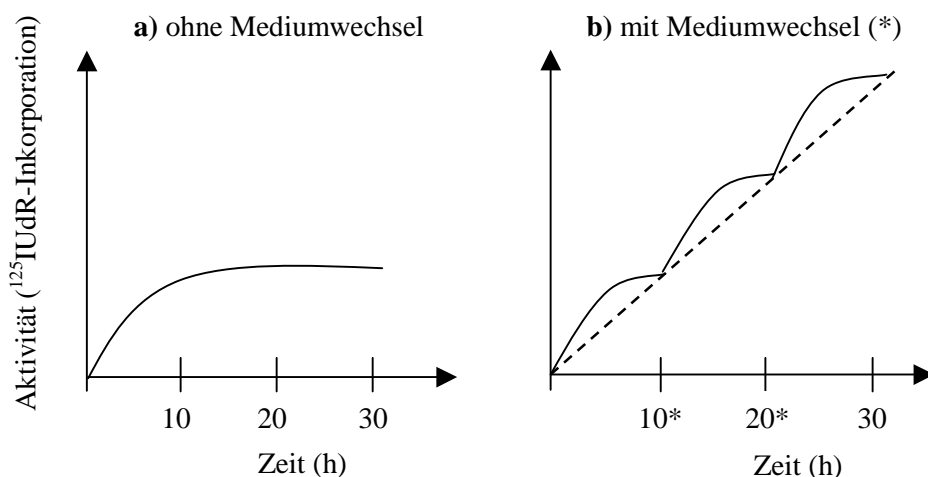 a) ohne Mediumwechsel
b) mit Mediumwechsel (*)
Aktivität (¹²⁵IUdR-Inkorporation)
10 20 30
Zeit (h)
10* 20* 30
Zeit (h)